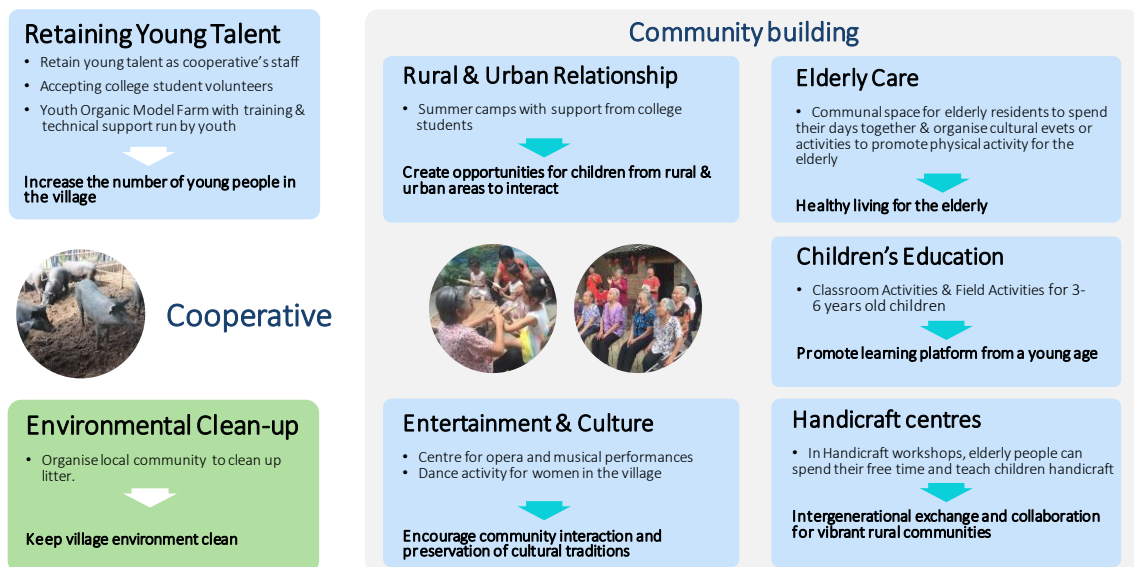 Retaining Young Talent
• Retain young talent as cooperative's staff
• Accepting college student volunteers
• Youth Organic Model Farm with training &
technical support run by youth
Increase the number of young people in
the village
Cooperative
Environmental Clean-up
• Organise local community to clean up
litter.
Keep village environment clean
Community building
Rural & Urban Relationship
• Summer camps with support from college
students
Create opportunities for children from rural &
urban areas to interact
Elderly Care
• Communal space for elderly residents to spend
their days together & organise cultural evets or
activities to promote physical activity for the
elderly
Healthy living for the elderly
Children's Education
• Classroom Activities & Field Activities for 3-
6 years old children
Promote learning platform from a young age
Entertainment & Culture
• Centre for opera and musical performances
• Dance activity for women in the village
Encourage community interaction and
preservation of cultural traditions
Handicraft centres
• In Handicraft workshops, elderly people can
spend their free time and teach children handicraft
Intergenerational exchange and collaboration
for vibrant rural communities